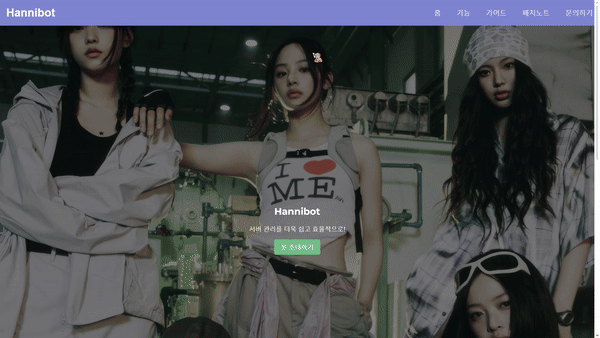 Hannibot
홈 기능 가이드 패치노트 문의하기
I
ME
Hannibot
서버 관리를 더욱 쉽고 효율적으로!
봇 초대하기